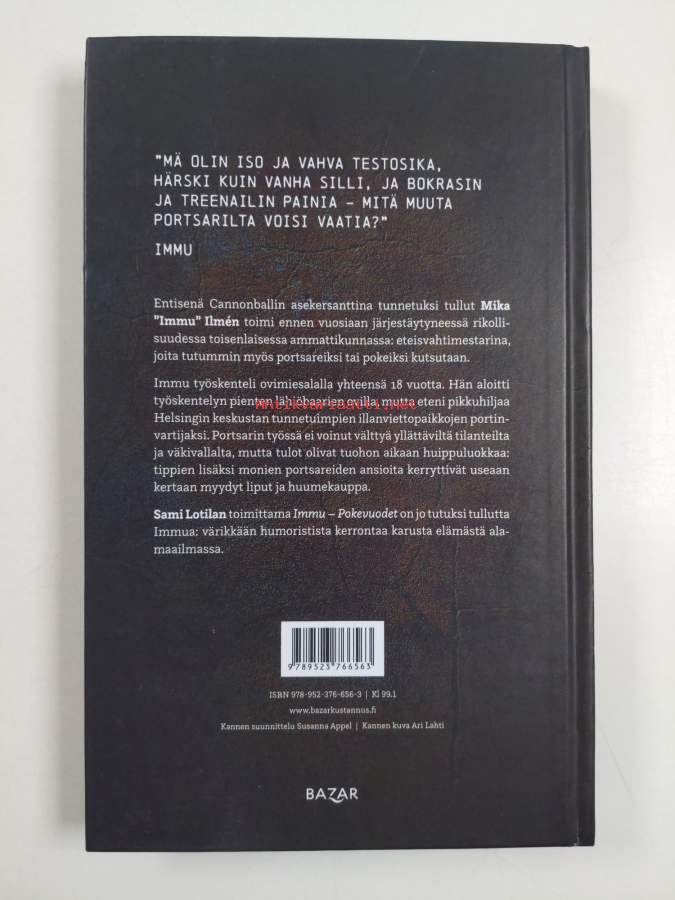 "MÄ OLIN ISO JA VAHVA TESTOSIKA,
HÄRSKI KUIN VANHA SILLI, JA BOKRASIN
JA TREENAILIN PAINIA – MITÄ MUUTA
PORTSARILTA VOISI VAATIA?"
IMMU
Entisenä Cannonballin asekersanttina tunnetuksi tullut Mika
"Immu" Ilmén toimi ennen vuosiaan järjestäytyneessä rikolli-
suudessa toisenlaisessa ammattikunnassa: eteisvahtimestarina,
joita tutummin myös portsareiksi tai pokeiksi kutsutaan.
Immu työskenteli ovimiesalalla yhteensä 18 vuotta. Hän aloitti
työskentelyn pienten lähiöbaarien ovilla, mutta eteni pikkuhiljaa
Antikvariaatti.net
Helsingin keskustan tunnetuimpien illanviettopaikkojen portin-
vartijaksi. Portsarin työssä ei voinut välttyä yllättäviltä tilanteilta
ja väkivallalta, mutta tulot olivat tuohon aikaan huippuluokkaa:
tippien lisäksi monien portsareiden ansioita kerryttivät useaan
kertaan myydyt liput ja huumekauppa.
Sami Lotilan toimittama Immu – Pokevuodet on jo tutuksi tullutta
Immua: värikkään humoristista kerrontaa karusta elämästä ala-
maailmassa.
9789523766563
ISBN 978-952-376-656-3 | Kl 99.1
www.bazarkustannus.fi
Kannen suunnittelu Susanna Appel | Kannen kuva Ari Lahti
BAZAR